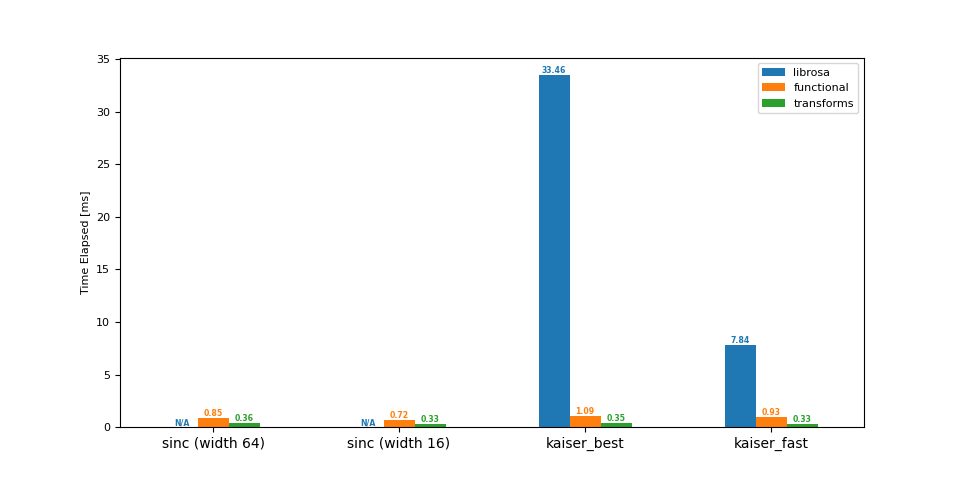 35
30
25
20
15
10
5
0
Time Elapsed [ms]
librosa
functional
transforms
N/A
0.85
0.36
N/A
0.72
0.33
33.46
1.09
0.35
7.84
0.93
0.33
sinc (width 64)
sinc (width 16)
kaiser_best
kaiser_fast